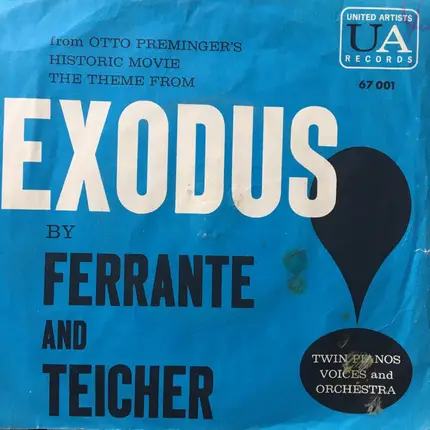 from OTTO PREMINGER'S
HISTORIC MOVIE
THE THEME FROM
UNITED ARTISTS
UA
RECORDS
67 001
EXODUS
BY
FERRANTE
AND
TEICHER
TWIN PIANOS
VOICES and
ORCHESTRA